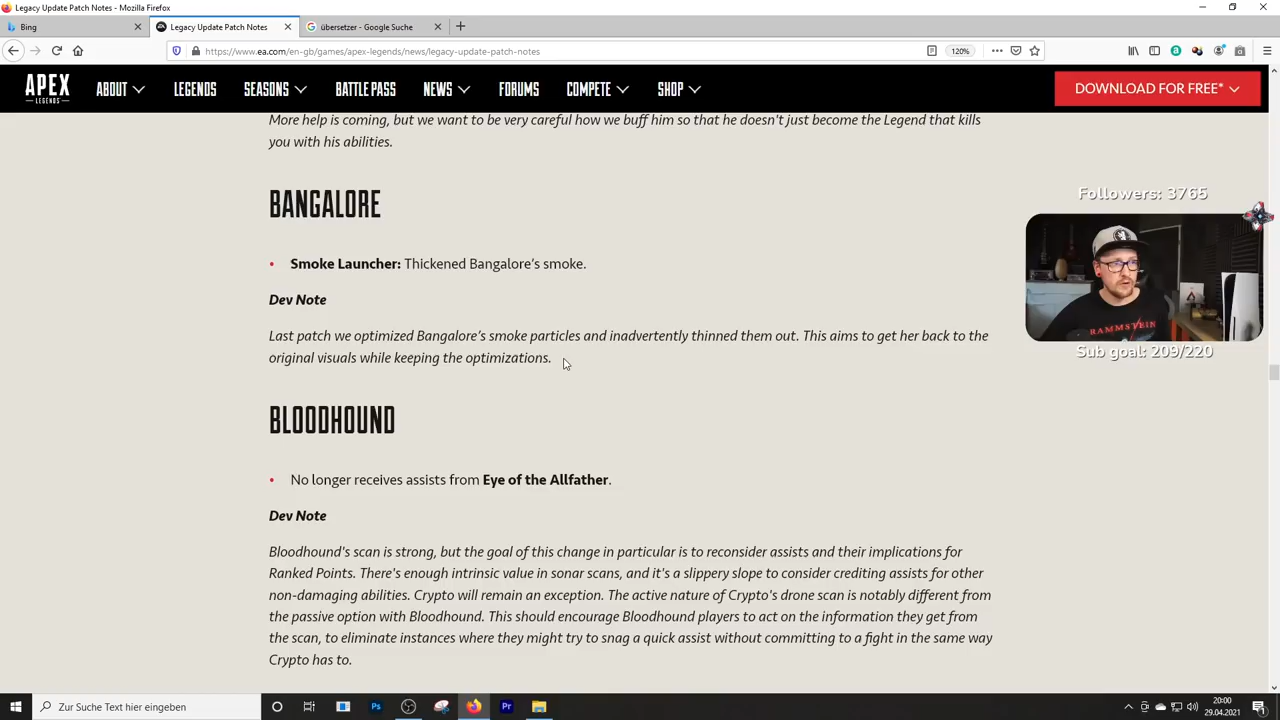 Legacy Update Patch Notes - Mozilla Firefox
Bing
Legacy Update Patch Notes
übersetzer - Google Suche
https://www.ea.com/en-gb/games/apex-legends/news/legacy-update-patch-notes
120%
APEX
LEGENDS
ABOUT
LEGENDS
SEASONS
BATTLE PASS
NEWS
FORUMS
COMPETE
SHOP
DOWNLOAD FOR FREE*
More help is coming, but we want to be very careful how we buff him so that he doesn't just become the Legend that kills
you with his abilities.
BANGALORE
• Smoke Launcher: Thickened Bangalore’s smoke.
Dev Note
Last patch we optimized Bangalore’s smoke particles and inadvertently thinned them out. This aims to get her back to the
original visuals while keeping the optimizations.
BLOODHOUND
• No longer receives assists from Eye of the Allfather.
Dev Note
Bloodhound's scan is strong, but the goal of this change in particular is to reconsider assists and their implications for
Ranked Points. There's enough intrinsic value in sonar scans, and it's a slippery slope to consider crediting assists for other
non-damaging abilities. Crypto will remain an exception. The active nature of Crypto's drone scan is notably different from
the passive option with Bloodhound. This should encourage Bloodhound players to act on the information they get from
the scan, to eliminate instances where they might try to snag a quick assist without committing to a fight in the same way
Crypto has to.
Followers: 3765
RAMMSTEIN
Sub goal: 209/220
Zur Suche Text hier eingeben
20:00
29.04.2021